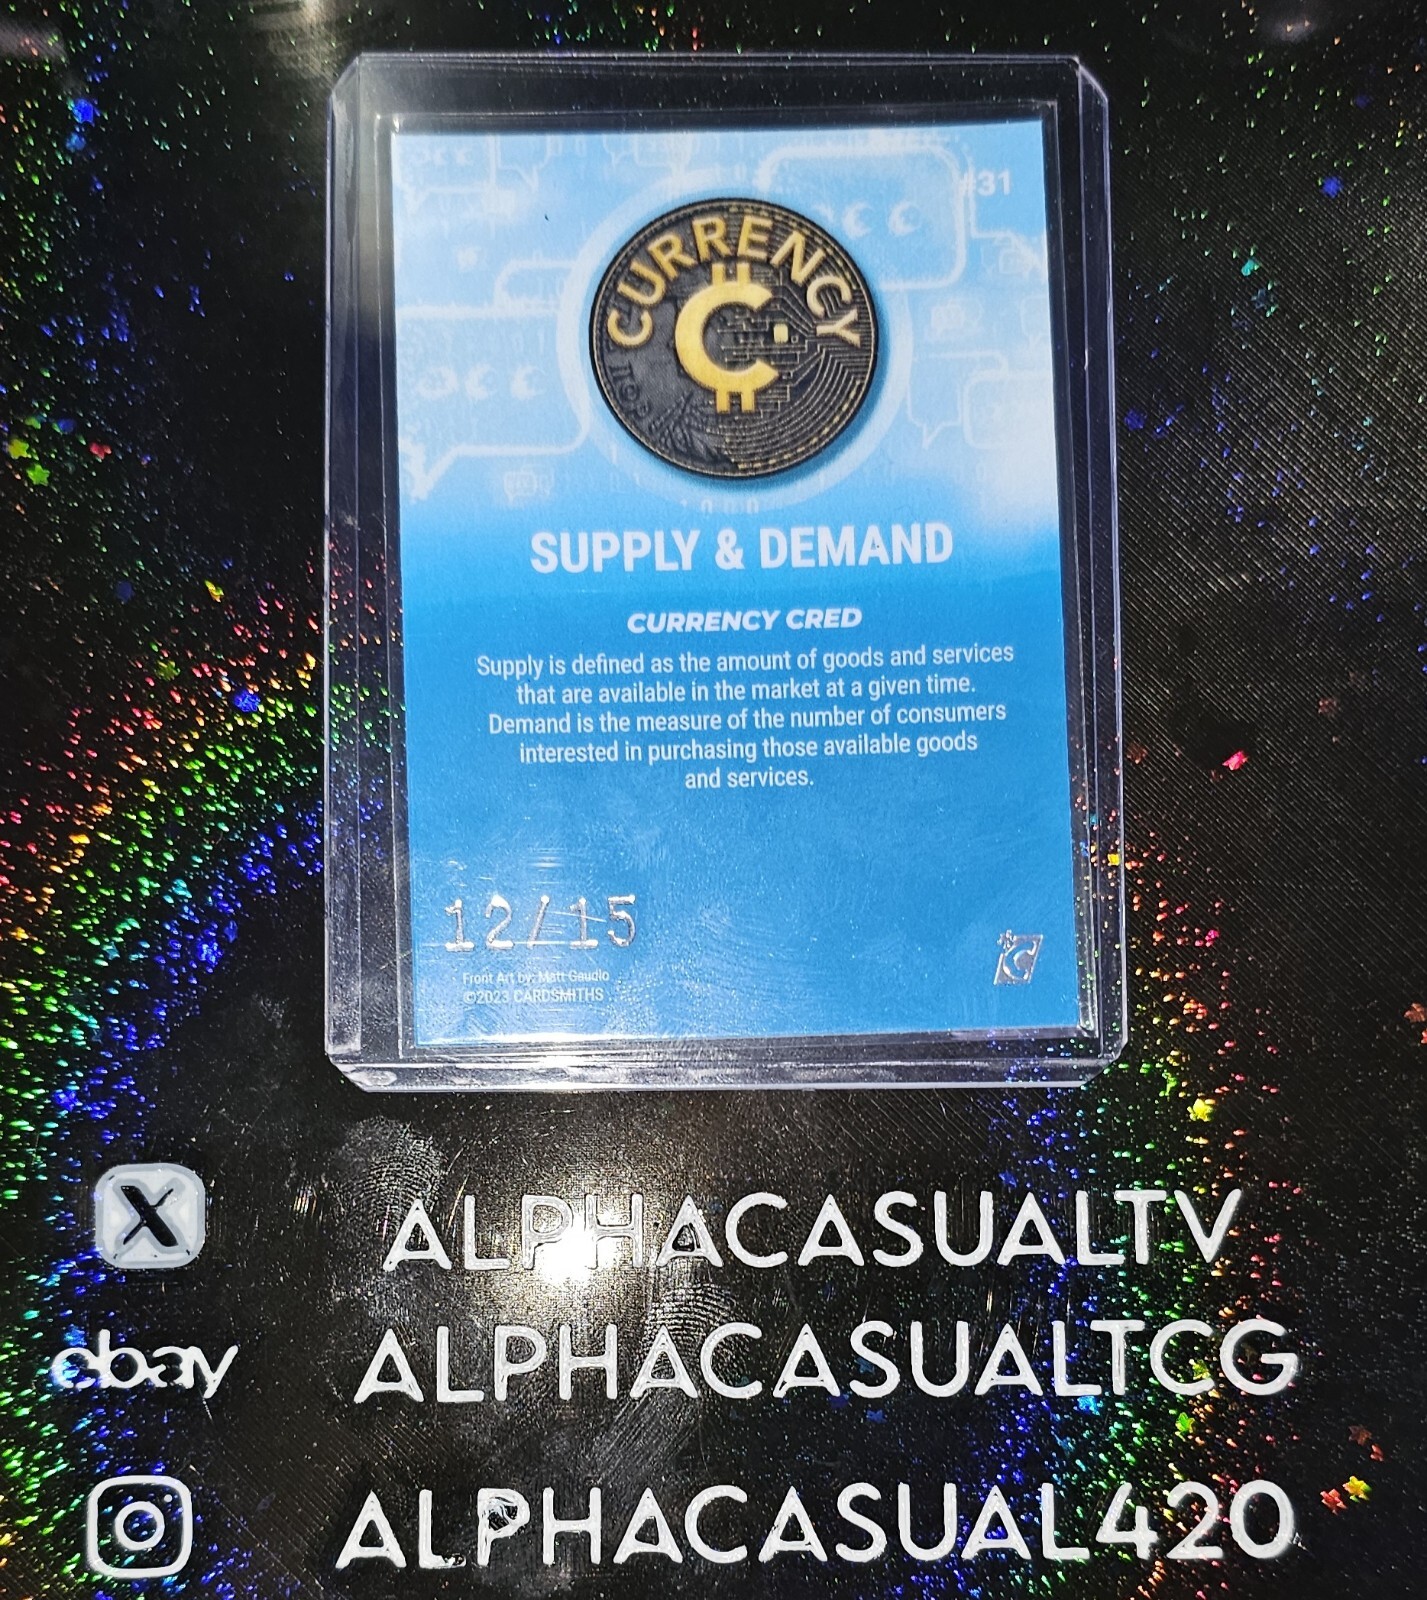 #31
CURRENCY
C
SUPPLY & DEMAND
CURRENCY CRED
Supply is defined as the amount of goods and services
that are available in the market at a given time.
Demand is the measure of the number of consumers
interested in purchasing those available goods
and services.
12/15
Front Art by: Matt Gaudio
©2023 CARDSMITHS
C
X ALPHACASUALTV
ebay ALPHACASUALTCG
ALPHACASUAL420